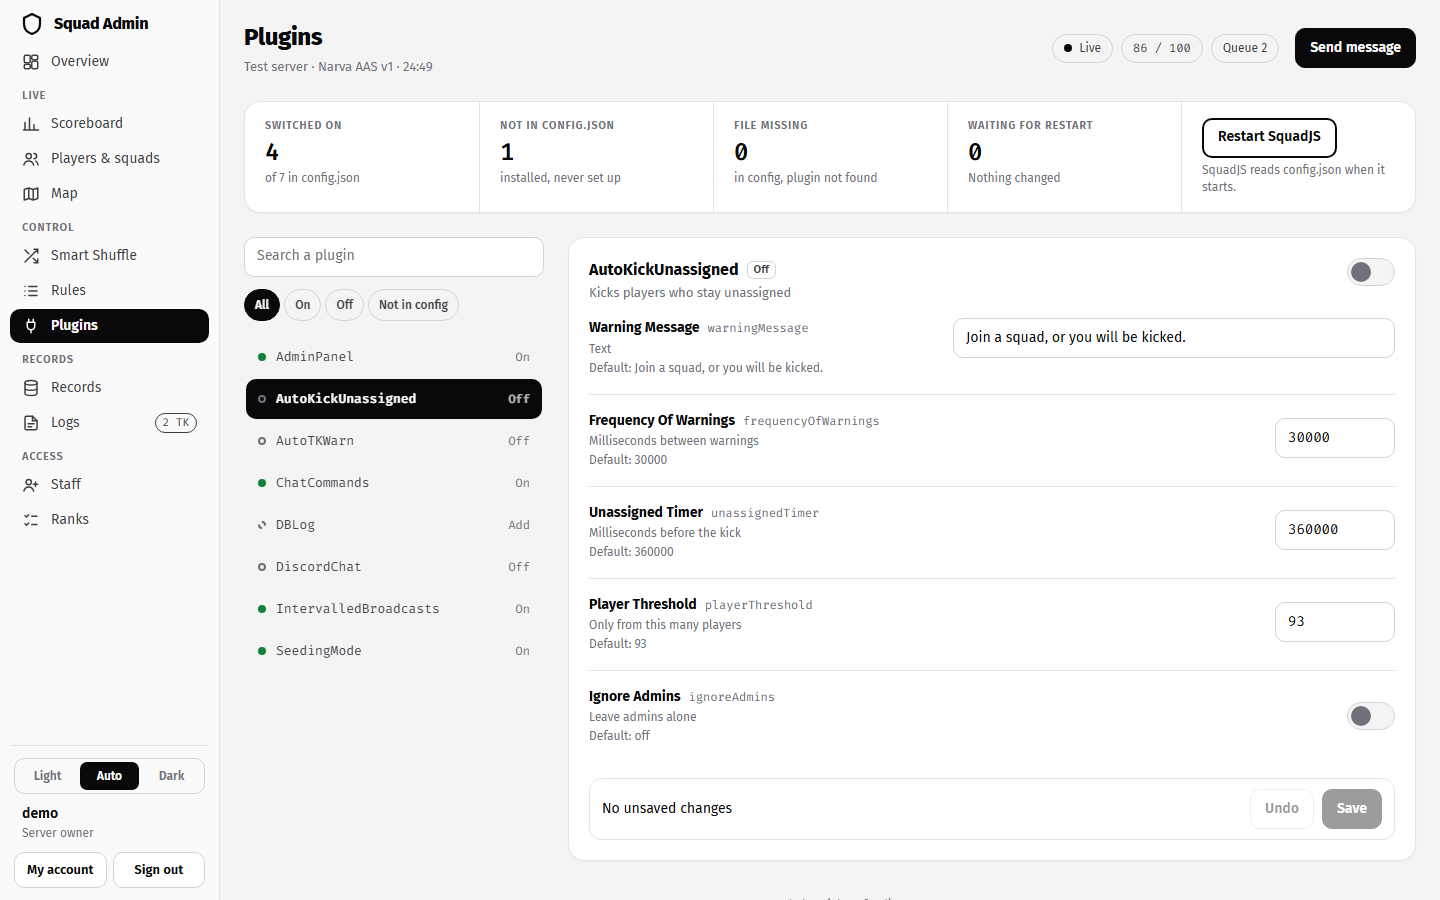 Squad Admin
Overview
LIVE
Scoreboard
Players & squads
Map
CONTROL
Smart Shuffle
Rules
Plugins
RECORDS
Records
Logs
2 TK
ACCESS
Staff
Ranks
Light
Auto
Dark
demo
Server owner
My account
Sign out
Plugins
Test server · Narva AAS v1 · 24:49
Live
86 / 100
Queue 2
Send message
SWITCHED ON
4
of 7 in config.json
NOT IN CONFIG.JSON
1
installed, never set up
FILE MISSING
0
in config, plugin not found
WAITING FOR RESTART
0
Nothing changed
Restart SquadJS
SquadJS reads config.json when it
starts.
Search a plugin
All
On
Off
Not in config
AdminPanel
On
AutoKickUnassigned
Off
AutoTKWarn
Off
ChatCommands
On
DBLog
Add
DiscordChat
Off
IntervalledBroadcasts
On
SeedingMode
On
AutoKickUnassigned
Off
Kicks players who stay unassigned
Warning Message warningMessage
Text
Default: Join a squad, or you will be kicked.
Join a squad, or you will be kicked.
Frequency Of Warnings frequencyOfWarnings
Milliseconds between warnings
Default: 30000
30000
Unassigned Timer unassignedTimer
Milliseconds before the kick
Default: 360000
360000
Player Threshold playerThreshold
Only from this many players
Default: 93
93
Ignore Admins ignoreAdmins
Leave admins alone
Default: off
No unsaved changes
Undo
Save